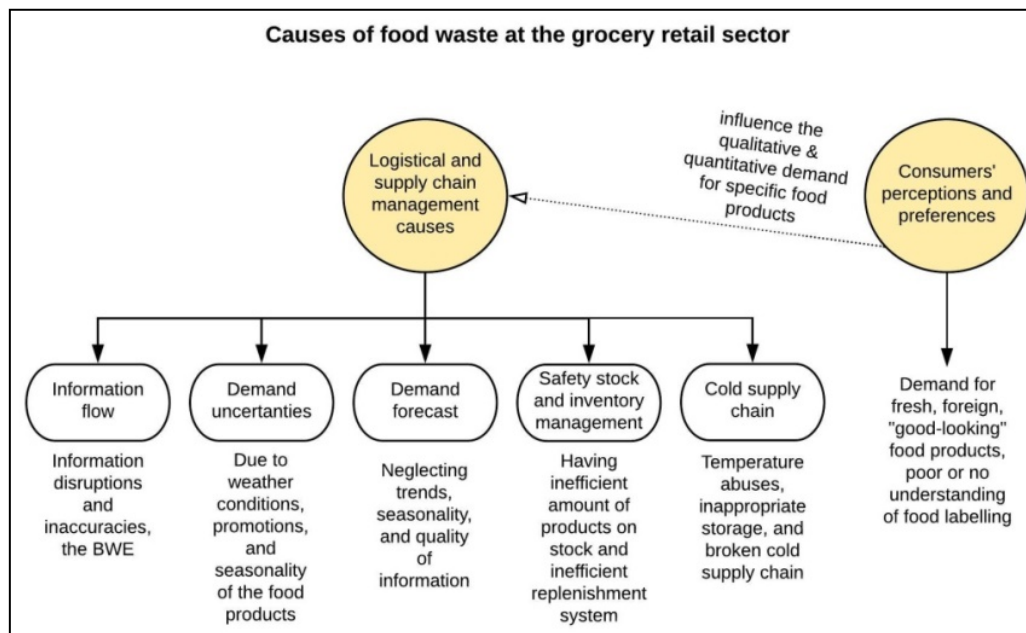 Causes of food waste at the grocery retail sector
Logistical and
supply chain
management
causes
influence the
qualitative &
quantitative demand
for specific food
products
Consumers'
perceptions and
preferences
Information
flow
Information
disruptions
and
inaccuracies,
the BWE
Demand
uncertanties
Due to
weather
conditions,
promotions,
and
seasonality
of the food
products
Demand
forecast
Neglecting
trends,
seasonality,
and quality
of
information
Safety stock
and inventory
management
Having
inefficient
amount of
products on
stock and
inefficient
replenishment
system
Cold supply
chain
Temperature
abuses,
inappropriate
storage, and
broken cold
supply chain
Demand for
fresh, foreign,
"good-looking"
food products,
poor or no
understanding
of food labelling